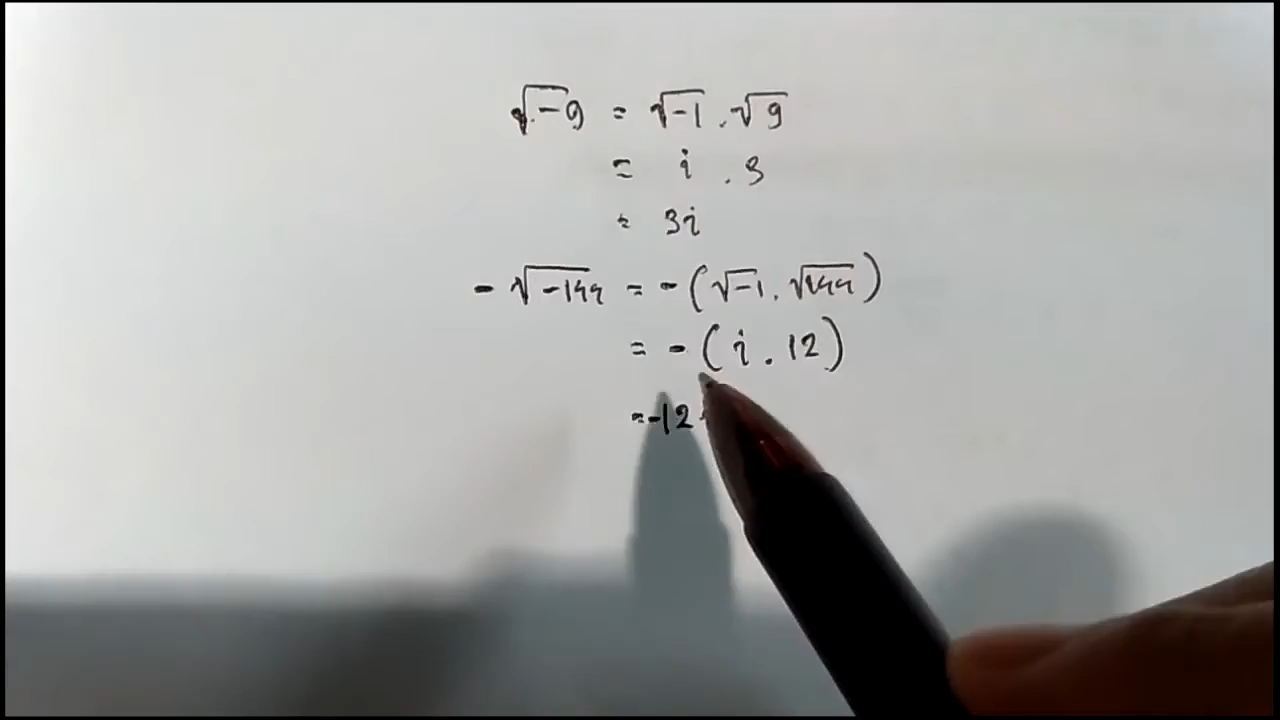 √-9 = √-1 . √9
= i . 3
= 3i
- √-144 = -(√-1 . √144)
= - (i . 12)
= -12